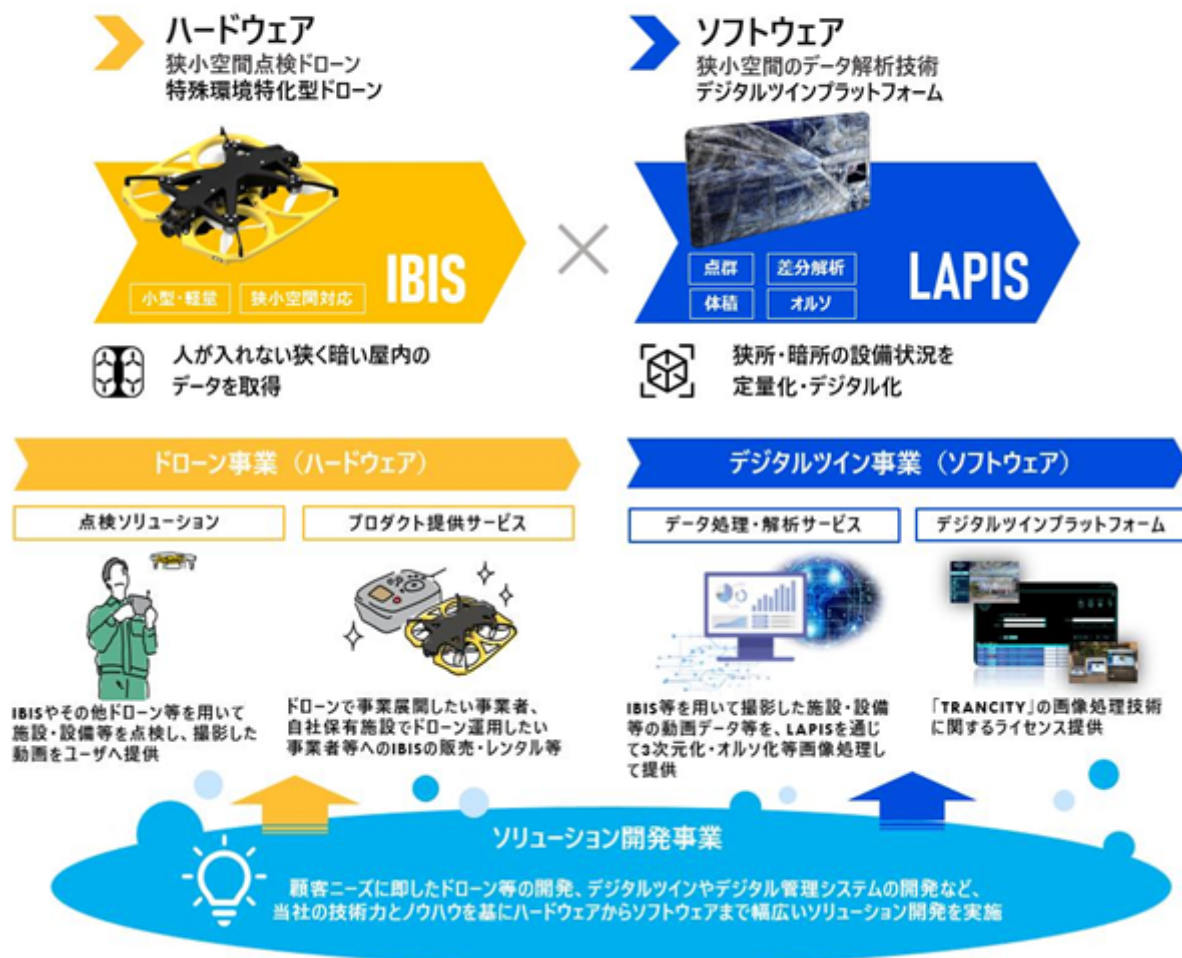 ハードウェア
狭小空間点検ドローン
特殊環境特化型ドローン
IBIS
小型・軽量
狭小空間対応
人が入れない狭く暗い屋内の
データを取得
ソフトウェア
狭小空間のデータ解析技術
デジタルツインプラットフォーム
点群
差分解析
体積
オルソ
LAPIS
狭所・暗所の設備状況を
定量化・デジタル化
ドローン事業（ハードウェア）
点検ソリューション
IBISやその他ドローン等を用いて
施設・設備等を点検し、撮影した
動画をユーザへ提供
プロダクト提供サービス
ドローンで事業展開したい事業者、
自社保有施設でドローン運用したい
事業者等へのIBISの販売・レンタル等
デジタルツイン事業（ソフトウェア）
データ処理・解析サービス
IBIS等を用いて撮影した施設・設備
等の動画データ等を、LAPISを通じ
て3次元化・オルソ化等画像処理し
て提供
デジタルツインプラットフォーム
「TRANCITY」の画像処理技術
に関するライセンス提供
ソリューション開発事業
顧客ニーズに即したドローン等の開発、デジタルツインやデジタル管理システムの開発など、
当社の技術力とノウハウを基にハードウェアからソフトウェアまで幅広いソリューション開発を実施